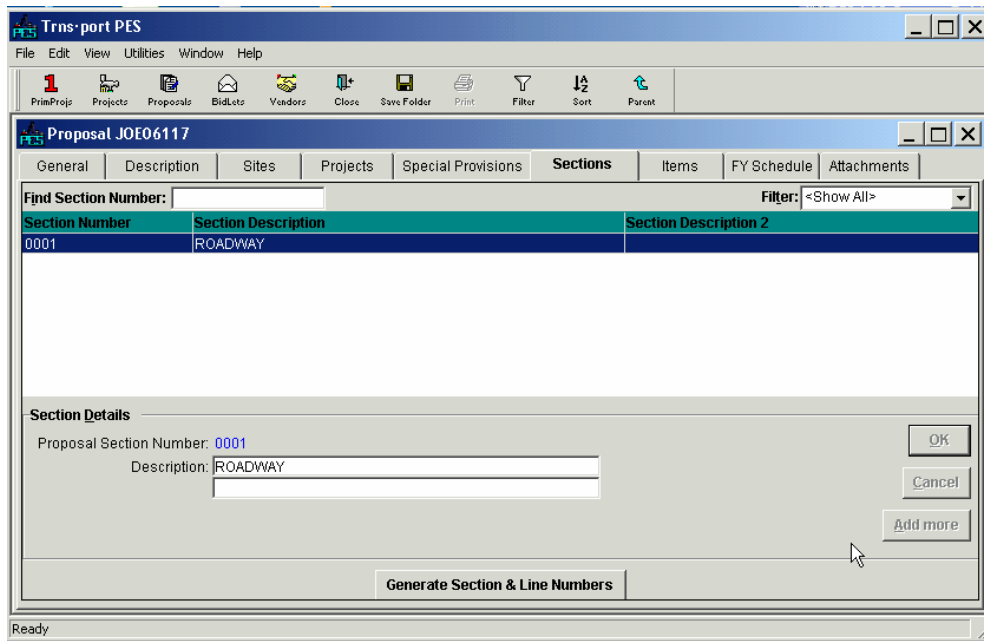 Trns·port PES
File Edit View Utilities Window Help
PrimProjs Projects Proposals BidLets Vendors Close Save Folder Print Filter Sort Parent
PES Proposal JOE06117
General Description Sites Projects Special Provisions Sections Items FY Schedule Attachments
Find Section Number: Filter: <Show All>
Section Number Section Description Section Description 2
0001 ROADWAY
Section Details
Proposal Section Number: 0001
Description: ROADWAY
OK
Cancel
Add more
Generate Section & Line Numbers
Ready